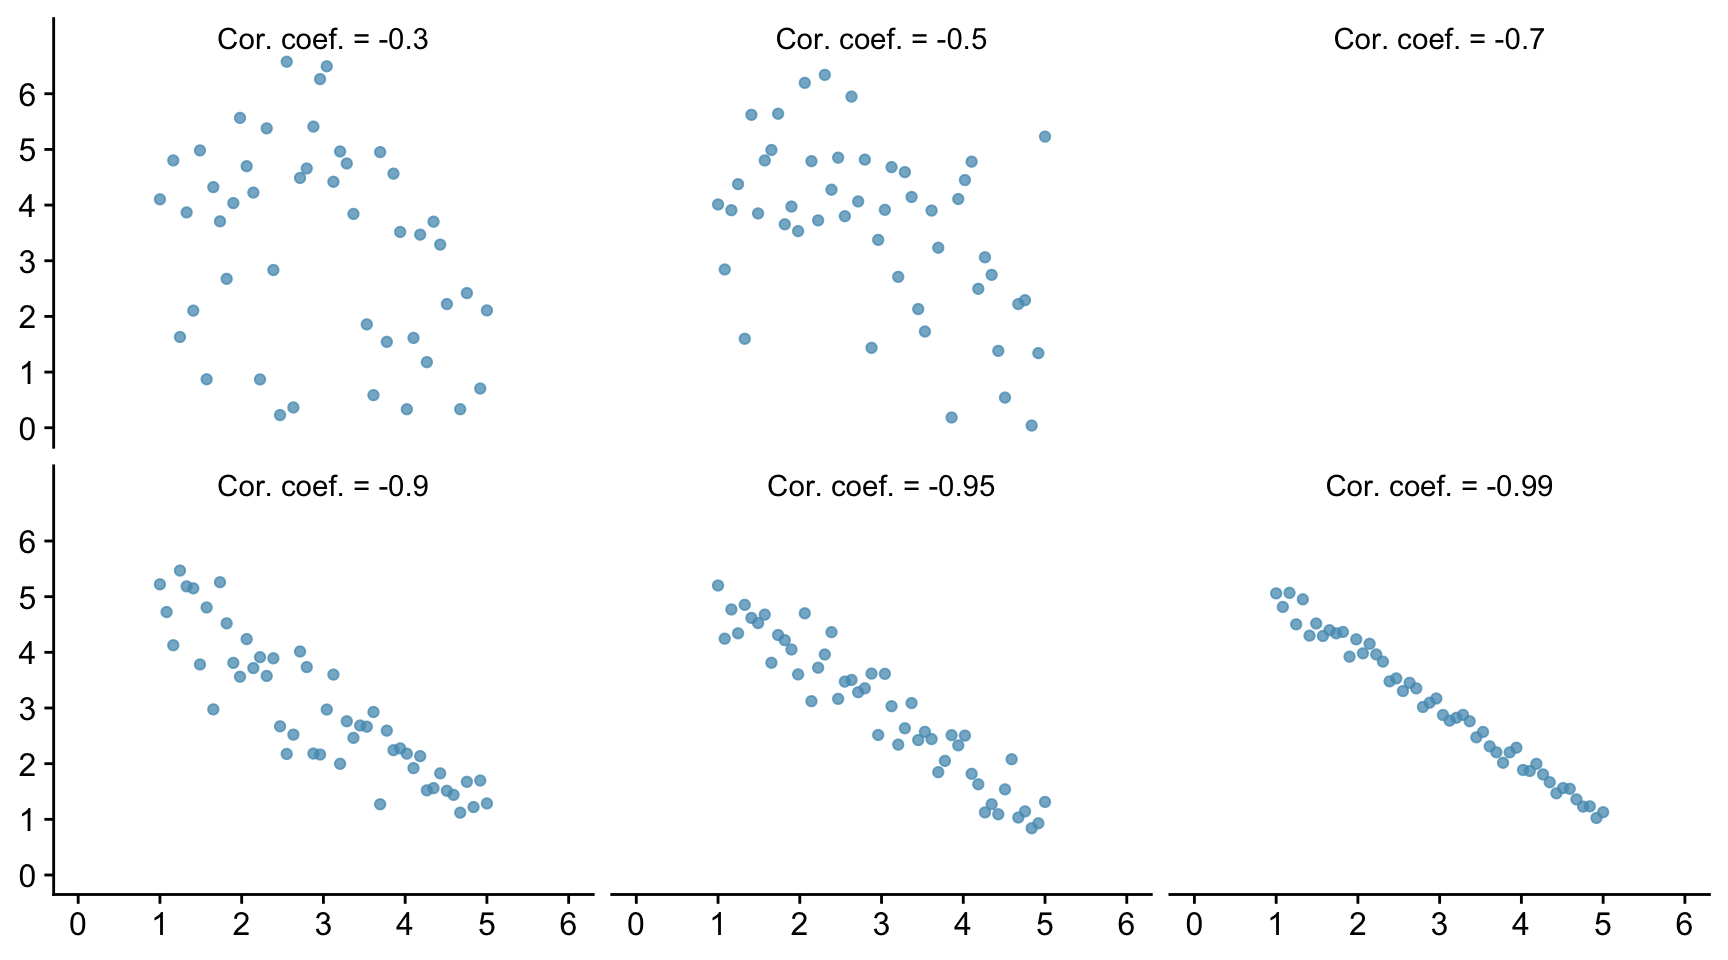 Cor. coef. = -0.3
Cor. coef. = -0.5
Cor. coef. = -0.7
6
5
4
3
2
1
0
Cor. coef. = -0.9
Cor. coef. = -0.95
Cor. coef. = -0.99
6
5
4
3
2
1
0
0 1 2 3 4 5 6
0 1 2 3 4 5 6
0 1 2 3 4 5 6